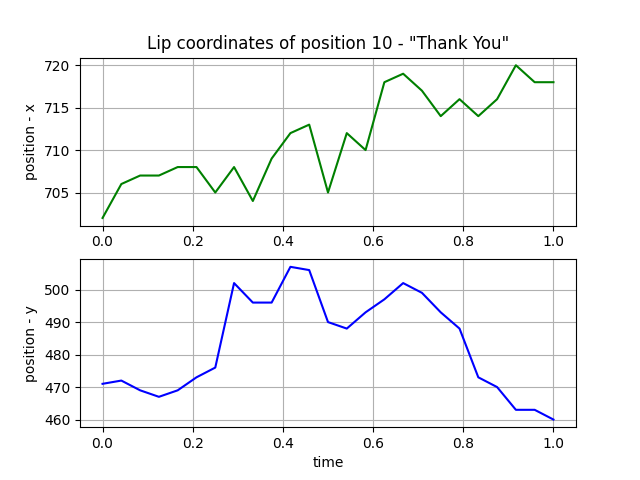 Lip coordinates of position 10 - "Thank You"
720
715
710
705
position - x
0.0 0.2 0.4 0.6 0.8 1.0
500
490
480
470
460
position - y
0.0 0.2 0.4 0.6 0.8 1.0
time